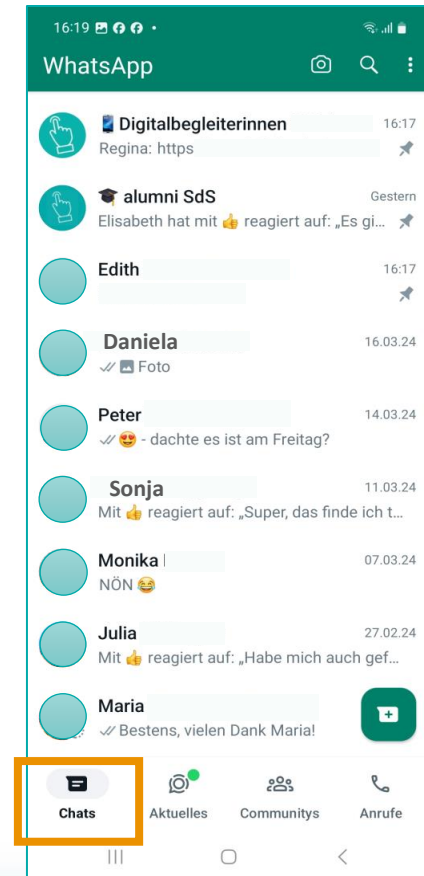 16:19
WhatsApp
📱 Digitalbegleiterinnen 16:17
Regina: https
🎓 alumni SdS Gestern
Elisabeth hat mit 👍 reagiert auf: „Es gi...
Edith 16:17
Daniela 16.03.24
Foto
Peter 14.03.24
😍 - dachte es ist am Freitag?
Sonja 11.03.24
Mit 👍 reagiert auf: „Super, das finde ich t...
Monika 07.03.24
NÖN 😂
Julia 27.02.24
Mit 👍 reagiert auf: „Habe mich auch gef...
Maria
Bestens, vielen Dank Maria!
Chats Aktuelles Communitys Anrufe